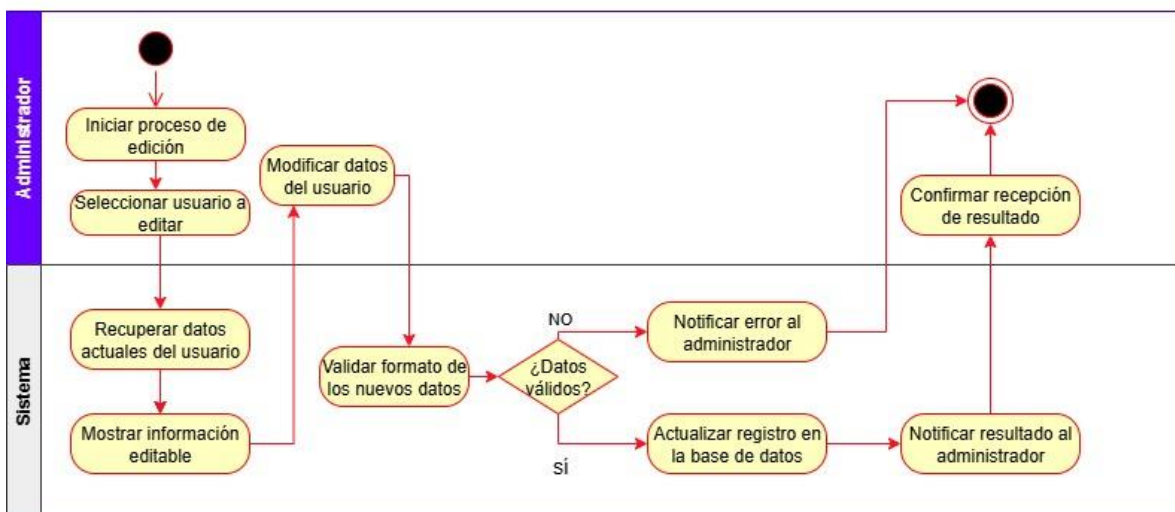 Administrador
Iniciar proceso de
edición
Seleccionar usuario a
editar
Modificar datos
del usuario
Confirmar recepción
de resultado
Sistema
Recuperar datos
actuales del usuario
Mostrar información
editable
Validar formato de
los nuevos datos
¿Datos
válidos?
NO
Notificar error al
administrador
SÍ
Actualizar registro en
la base de datos
Notificar resultado al
administrador